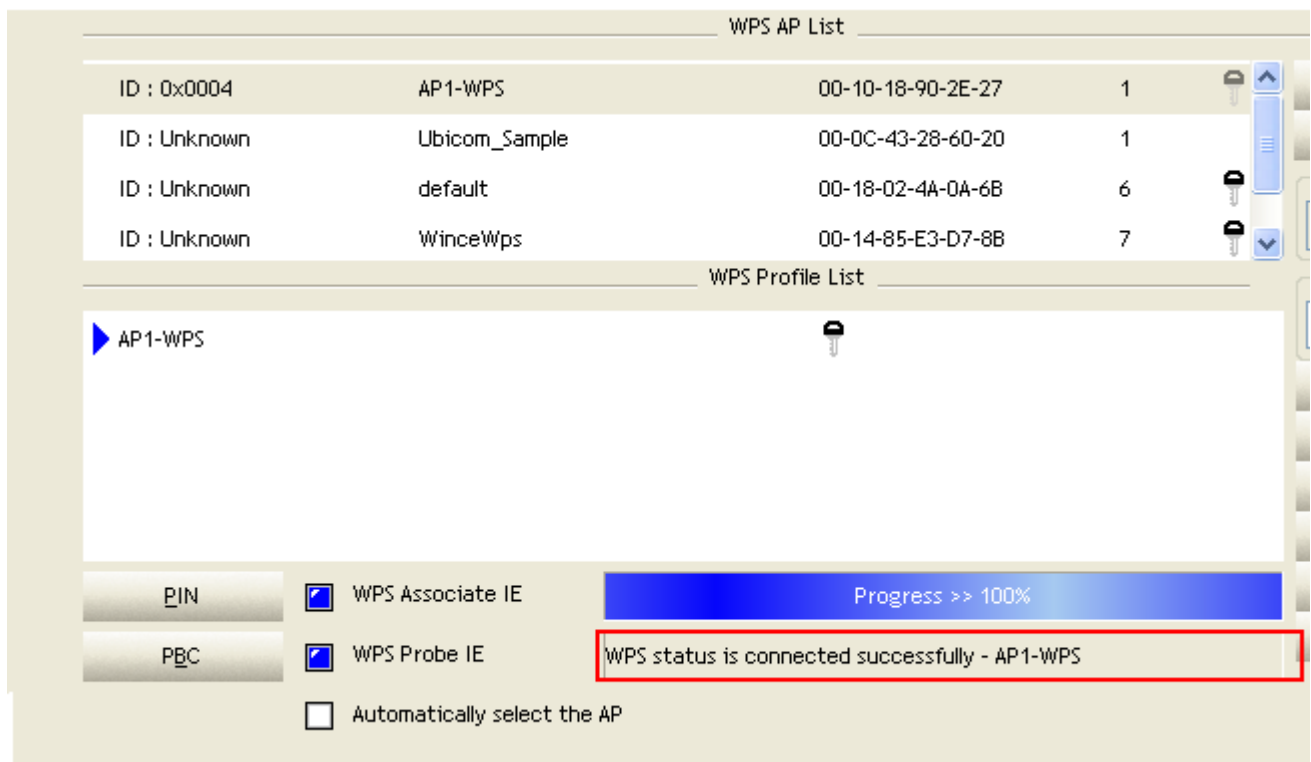 WPS AP List
ID : 0x0004 AP1-WPS 00-10-18-90-2E-27 1
ID : Unknown Ubicom_Sample 00-0C-43-28-60-20 1
ID : Unknown default 00-18-02-4A-0A-6B 6
ID : Unknown WinceWps 00-14-85-E3-D7-8B 7
WPS Profile List
AP1-WPS
PIN WPS Associate IE Progress >> 100%
PBC WPS Probe IE WPS status is connected successfully - AP1-WPS
Automatically select the AP